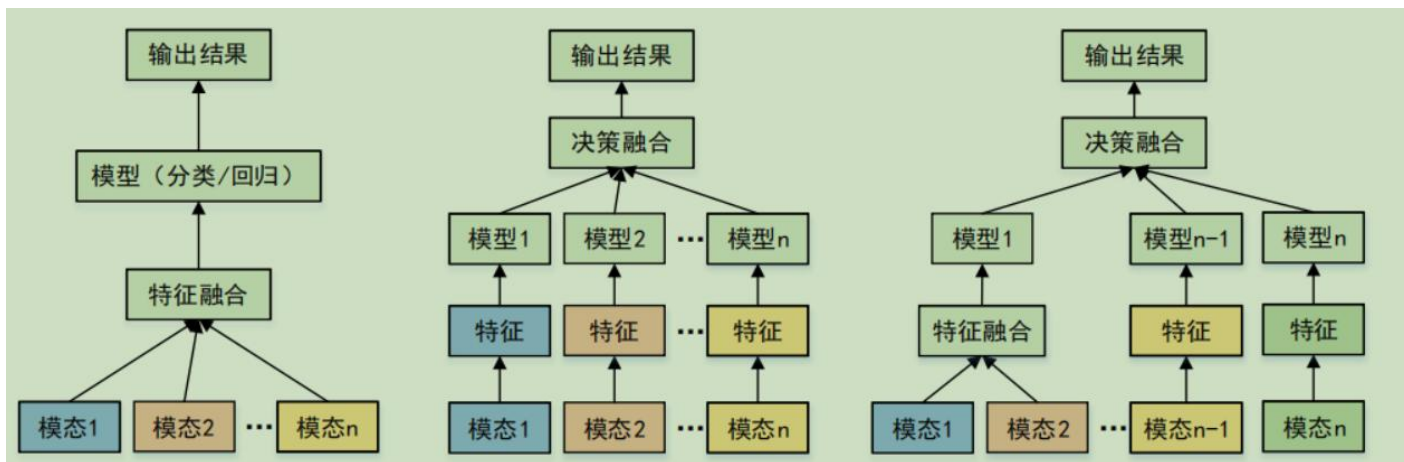 输出结果
模型（分类/回归）
特征融合
模态1 模态2 ··· 模态n
输出结果
决策融合
模型1 模型2 ··· 模型n
特征 特征 ··· 特征
模态1 模态2 ··· 模态n
输出结果
决策融合
模型1 模型n-1 模型n
特征融合 特征 特征
模态1 模态2 ··· 模态n-1 模态n